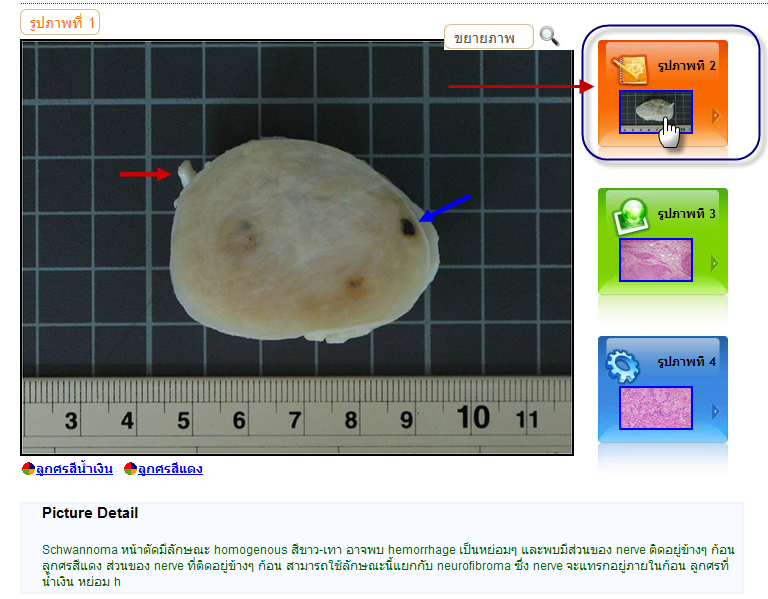 รูปภาพที่ 1
ขยายภาพ
รูปภาพที่ 2
3 4 5 6 7 8 9 10 11
รูปภาพที่ 3
รูปภาพที่ 4
ลูกศรสีน้ำเงิน ลูกศรสีแดง
Picture Detail
Schwannoma หน้าตัดมีลักษณะ homogenous สีขาว-เทา อาจพบ hemorrhage เป็นหย่อมๆ และพบมีส่วนของ nerve ติดอยู่ข้างๆ ก้อน
ลูกศรสีแดง ส่วนของ nerve ที่ติดอยู่ข้างๆ ก้อน สามารถใช้ลักษณะนี้แยกกับ neurofibroma ซึ่ง nerve จะแทรกอยู่ภายในก้อน ลูกศรที่
น้ำเงิน หย่อม h